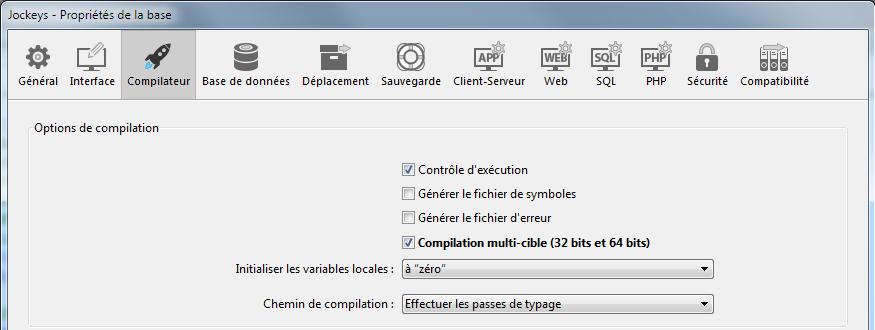 Jockeys - Propriétés de la base
Général Interface Compilateur Base de données Déplacement Sauvegarde Client-Serveur Web SQL PHP Sécurité Compatibilité
APP WEB SQL PHP
Options de compilation
Contrôle d'exécution
Générer le fichier de symboles
Générer le fichier d'erreur
Compilation multi-cible (32 bits et 64 bits)
Initialiser les variables locales : à “zéro”
Chemin de compilation : Effectuer les passes de typage